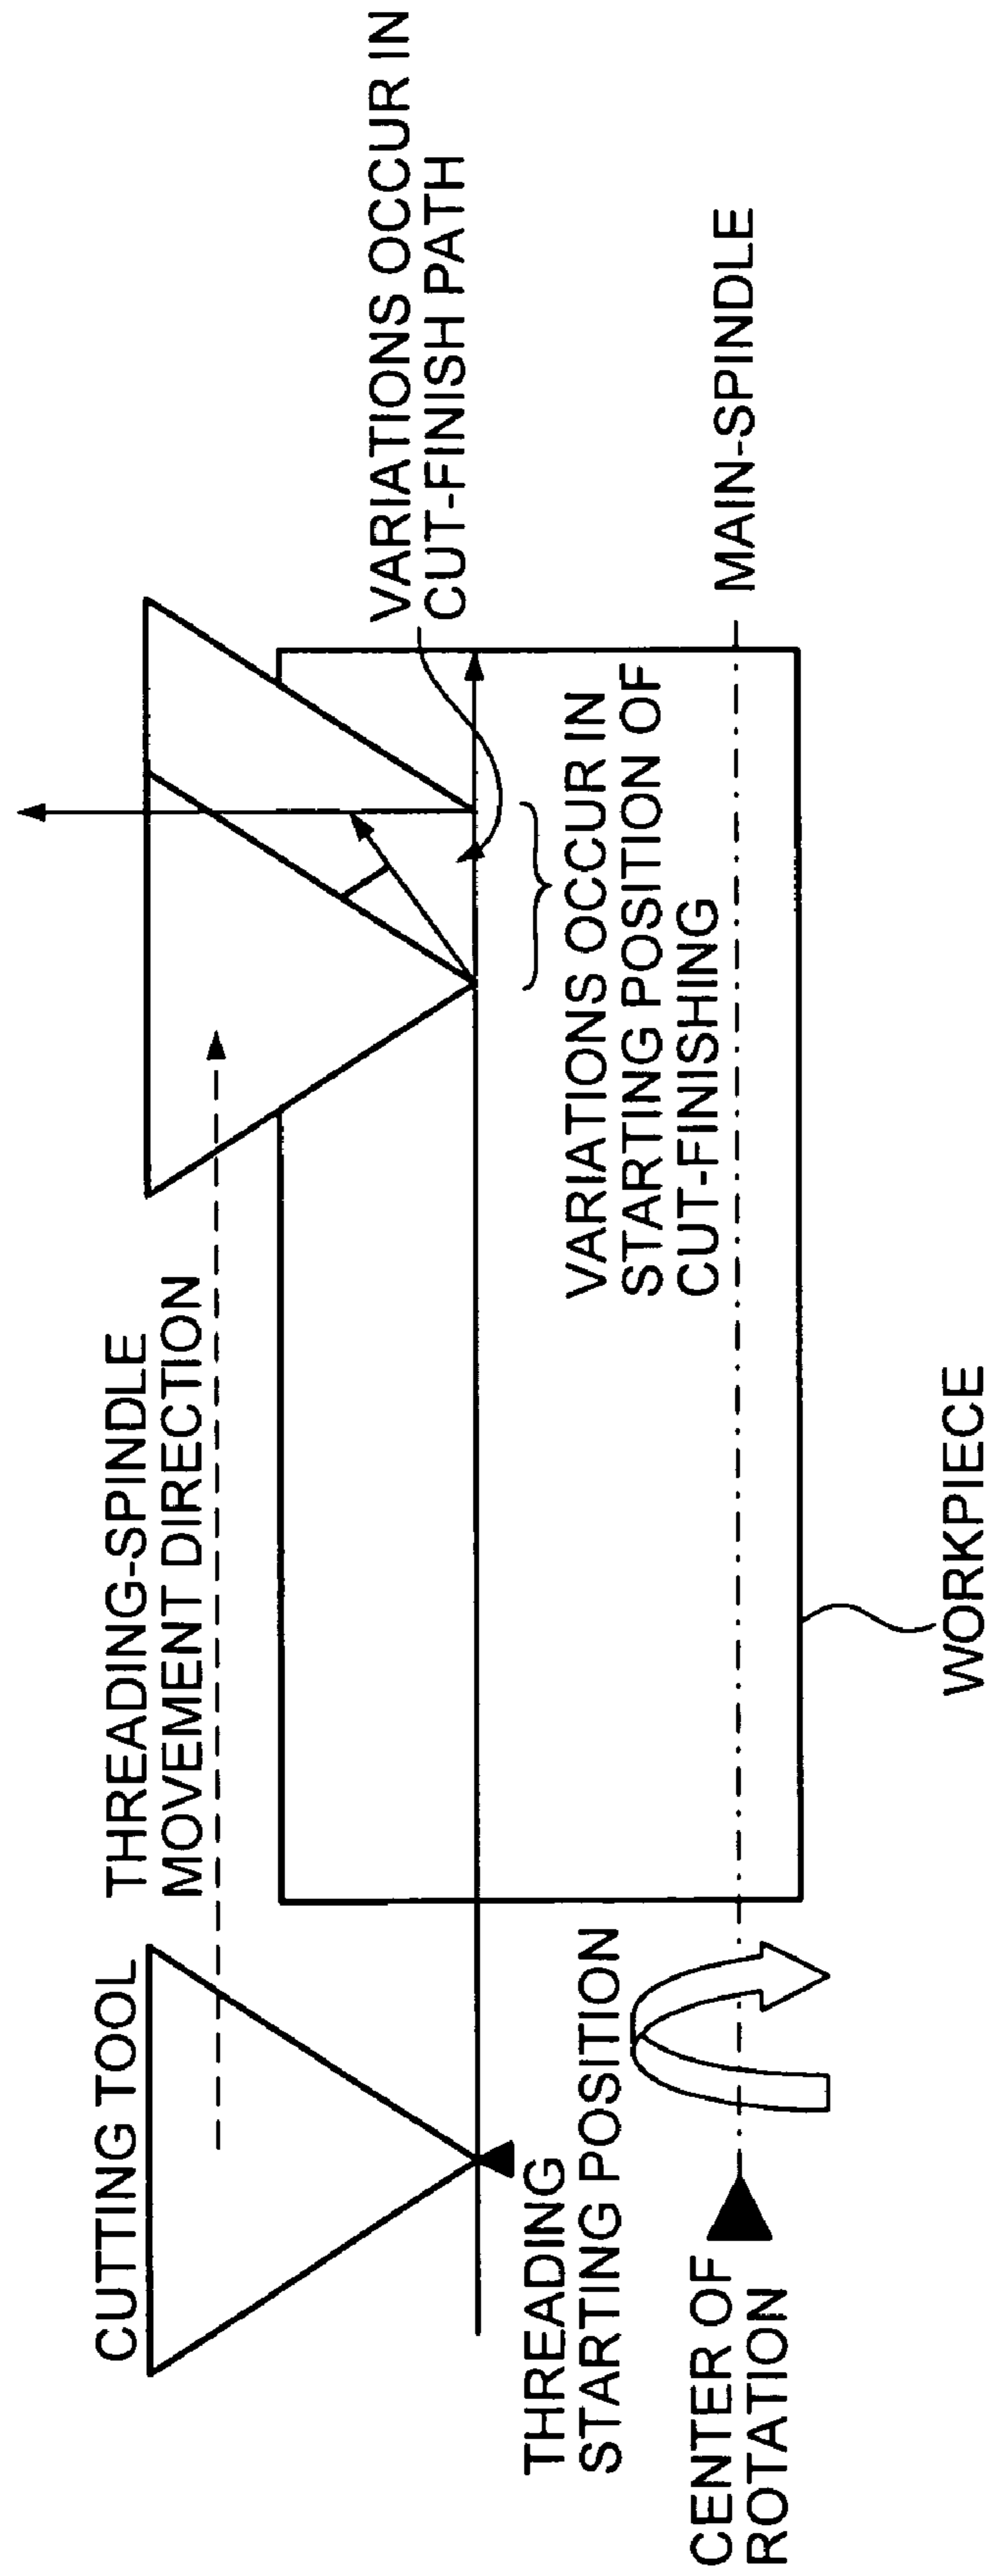 CUTTING TOOL
THREADING-SPINDLE
MOVEMENT DIRECTION
VARIATIONS OCCUR IN
CUT-FINISH PATH
THREADING
STARTING POSITION
VARIATIONS OCCUR IN
STARTING POSITION OF
CUT-FINISHING
CENTER OF
ROTATION
MAIN-SPINDLE
WORKPIECE